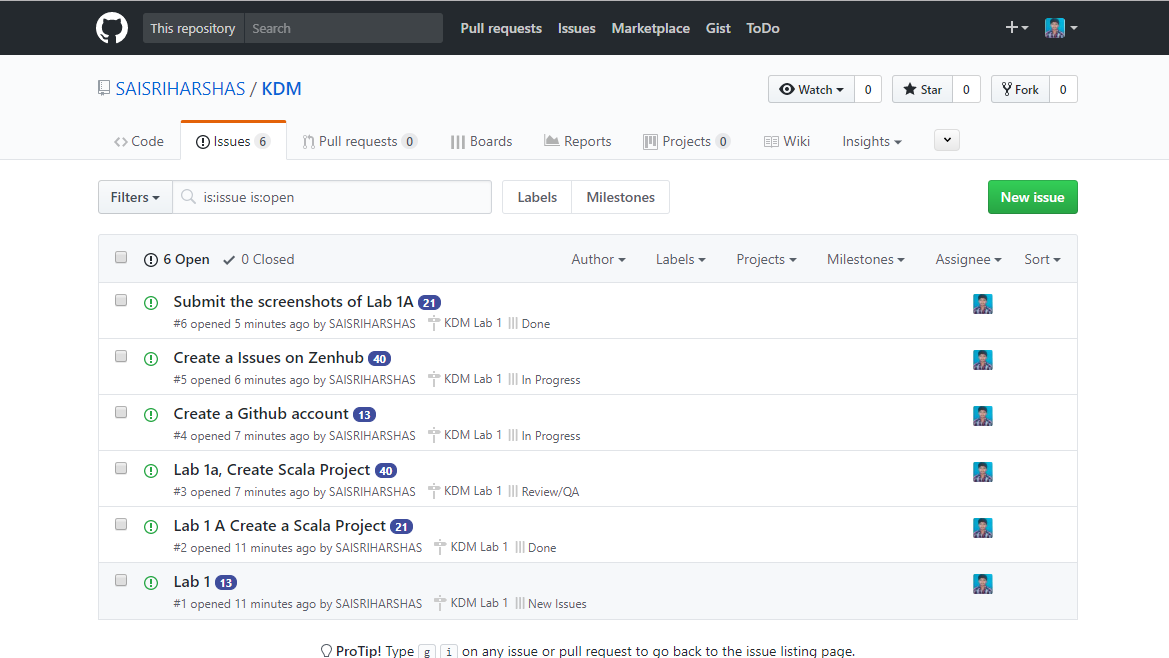 This repository Search Pull requests Issues Marketplace Gist ToDo
SAISRIHARSHAS / KDM Watch 0 Star 0 Fork 0
Code Issues 6 Pull requests 0 Boards Reports Projects 0 Wiki Insights
Filters is:issue is:open Labels Milestones New issue
6 Open 0 Closed Author Labels Projects Milestones Assignee Sort
Submit the screenshots of Lab 1A 21
#6 opened 5 minutes ago by SAISRIHARSHAS KDM Lab 1 Done
Create a Issues on Zenhub 40
#5 opened 6 minutes ago by SAISRIHARSHAS KDM Lab 1 In Progress
Create a Github account 13
#4 opened 7 minutes ago by SAISRIHARSHAS KDM Lab 1 In Progress
Lab 1a, Create Scala Project 40
#3 opened 7 minutes ago by SAISRIHARSHAS KDM Lab 1 Review/QA
Lab 1 A Create a Scala Project 21
#2 opened 11 minutes ago by SAISRIHARSHAS KDM Lab 1 Done
Lab 1 13
#1 opened 11 minutes ago by SAISRIHARSHAS KDM Lab 1 New Issues
ProTip! Type g i on any issue or pull request to go back to the issue listing page.